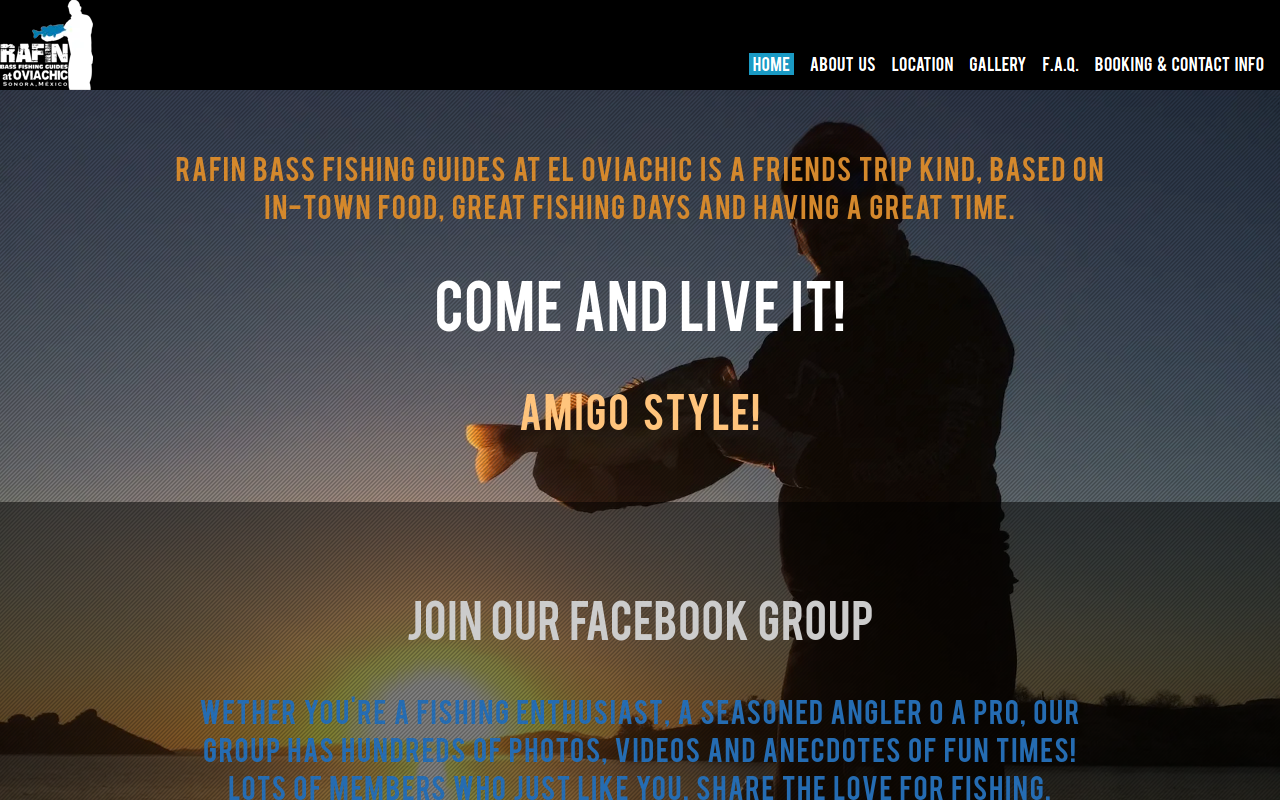 RAFIN
BASS FISHING GUIDES
at OVIACHIC
SONORA, MEXICO
HOME ABOUT US LOCATION GALLERY F.A.Q. BOOKING & CONTACT INFO
RAFIN BASS FISHING GUIDES AT EL OVIACHIC IS A FRIENDS TRIP KIND, BASED ON
IN-TOWN FOOD, GREAT FISHING DAYS AND HAVING A GREAT TIME.
COME AND LIVE IT!
AMIGO STYLE!
JOIN OUR FACEBOOK GROUP
WETHER YOU'RE A FISHING ENTHUSIAST, A SEASONED ANGLER O A PRO, OUR
GROUP HAS HUNDREDS OF PHOTOS, VIDEOS AND ANECDOTES OF FUN TIMES!
LOTS OF MEMBERS WHO JUST LIKE YOU, SHARE THE LOVE FOR FISHING.